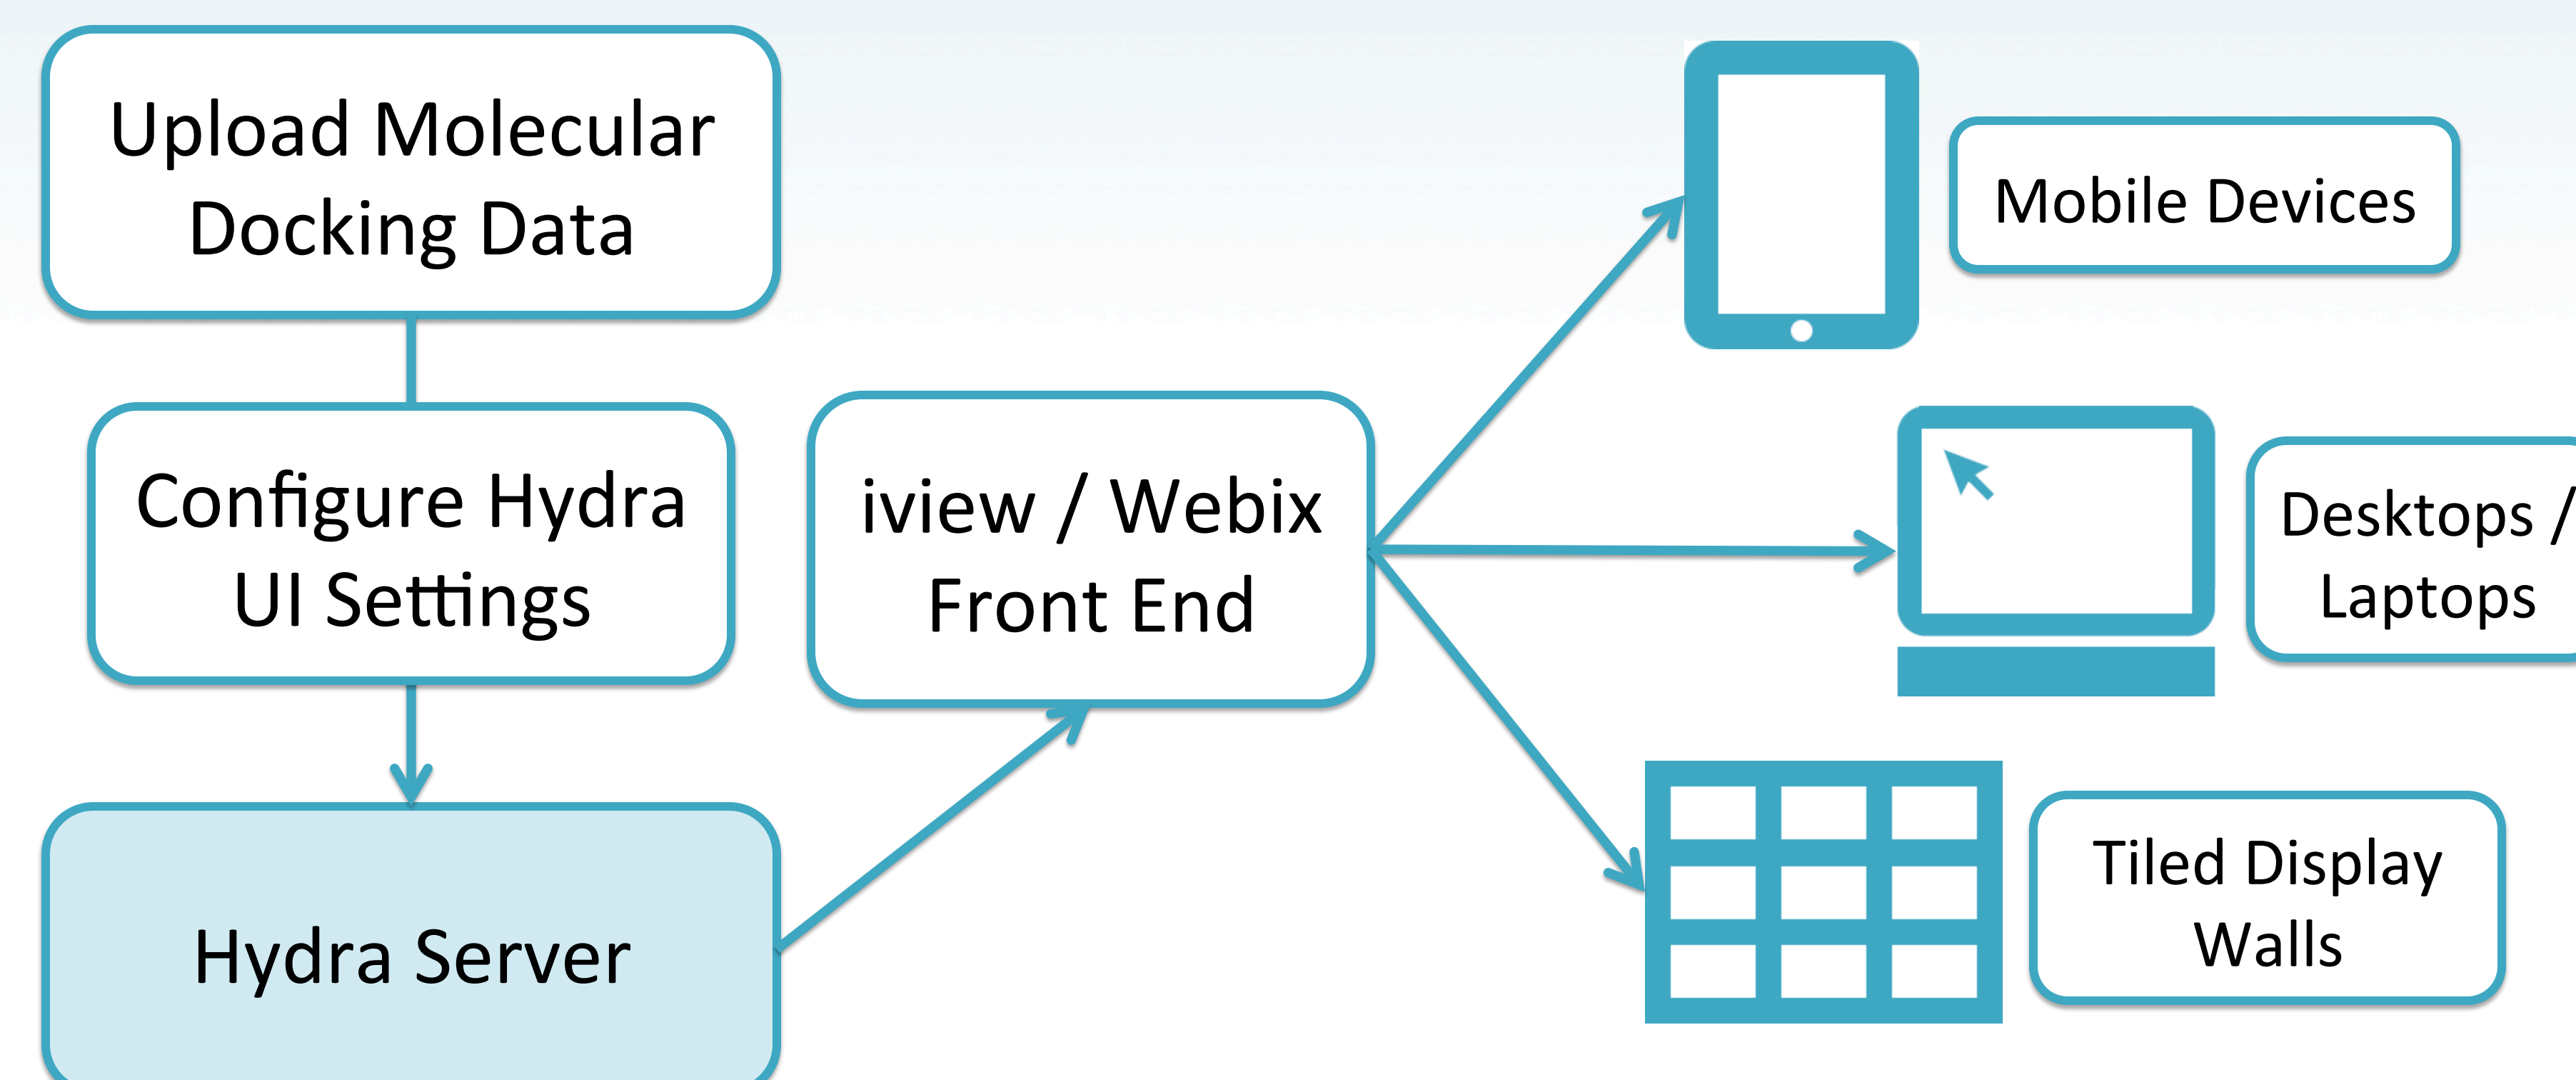 Upload Molecular
Docking Data
Configure Hydra
UI Settings
Hydra Server
iview / Webix
Front End
Mobile Devices
Desktops /
Laptops
Tiled Display
Walls